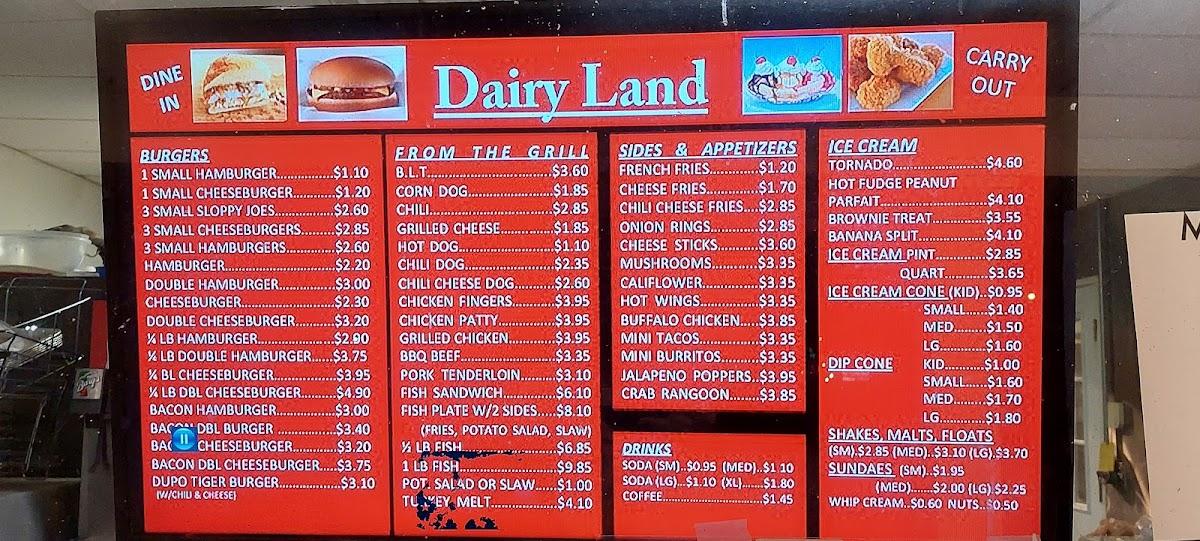 DINE
IN
Dairy Land
CARRY
OUT
BURGERS
1 SMALL HAMBURGER..............$1.10
1 SMALL CHEESEBURGER...........$1.20
3 SMALL SLOPPY JOES..............$2.60
3 SMALL CHEESEBURGERS........$2.85
3 SMALL HAMBURGERS............$2.60
HAMBURGER..........................$2.20
DOUBLE HAMBURGER...............$3.00
CHEESEBURGER.......................$2.30
DOUBLE CHEESEBURGER...........$3.20
¼ LB HAMBURGER...................$2.90
¼ LB DOUBLE HAMBURGER.....$3.75
¼ BL CHEESEBURGER..............$3.95
¼ LB DBL CHEESEBURGER.......$4.90
BACON HAMBURGER..............$3.00
BACON DBL BURGER ..............$3.40
CHEESEBURGER............$3.20
BACON DBL CHEESEBURGER.....$3.75
DUPO TIGER BURGER...............$3.10
(W/CHILI & CHEESE)
FROM THE GRILL
B.L.T............................$3.60
CORN DOG...................$1.85
CHILI..........................$2.85
GRILLED CHEESE...........$1.85
HOT DOG.....................$1.10
CHILI DOG...................$2.35
CHILI CHEESE DOG........$2.60
CHICKEN FINGERS.........$3.95
CHICKEN PATTY............$3.95
GRILLED CHICKEN.........$3.95
BBQ BEEF....................$3.35
PORK TENDERLOIN........$3.10
FISH SANDWICH............$6.10
FISH PLATE W/2 SIDES....$8.10
(FRIES, POTATO SALAD, SLAW)
½ LB FISH....................$6.85
1 LB FISH....................$9.85
POT. SALAD OR SLAW.....$1.00
TURKEY MELT.................$4.10
SIDES & APPETIZERS
FRENCH FRIES...........$1.20
CHEESE FRIES...........$1.70
CHILI CHEESE FRIES...$2.85
ONION RINGS...........$2.85
CHEESE STICKS.........$3.60
MUSHROOMS...........$3.35
CALIFLOWER.............$3.35
HOT WINGS..............$3.35
BUFFALO CHICKEN....$3.85
MINI TACOS..............$3.35
MINI BURRITOS.........$3.35
JALAPENO POPPERS..$3.95
CRAB RANGOON.......$3.85
DRINKS
SODA (SM)..$0.95 (MED)..$1.10
SODA (LG)...$1.10 (XL)......$1.80
COFFEE..........................$1.45
ICE CREAM
TORNADO.......................$4.60
HOT FUDGE PEANUT
PARFAIT........................$4.10
BROWNIE TREAT............$3.55
BANANA SPLIT...............$4.10
ICE CREAM PINT............$2.85
QUART...........$3.65
ICE CREAM CONE (KID)..$0.95
SMALL.....$1.40
MED.......$1.50
LG..........$1.60
DIP CONE KID........$1.00
SMALL.....$1.60
MED.......$1.70
LG..........$1.80
SHAKES, MALTS, FLOATS
(SM).$2.85 (MED)..$3.10 (LG).$3.70
SUNDAES (SM)..$1.95
(MED).......$2.00 (LG).$2.25
WHIP CREAM..$0.60 NUTS..$0.50
M